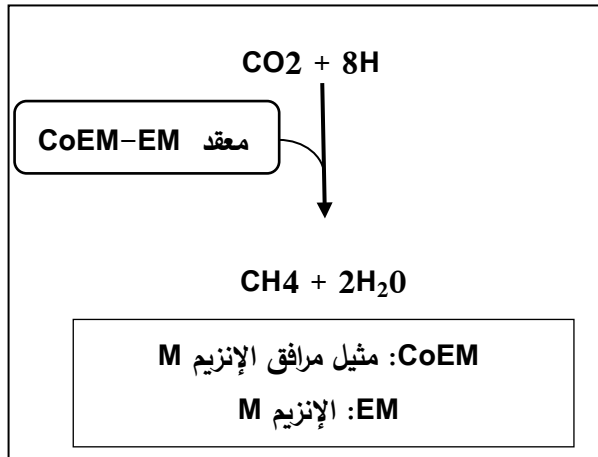 CO2 + 8H
معقد CoEM-EM
CH4 + 2H₂0
CoEM: مثيل مرافق الإنزيم M
EM: الإنزيم M